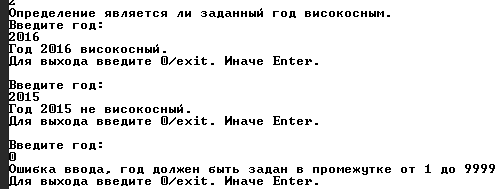 2
Определение является ли заданный год високосным.
Введите год:
2016
Год 2016 високосный.
Для выхода введите 0/exit. Иначе Enter.
Введите год:
2015
Год 2015 не високосный.
Для выхода введите 0/exit. Иначе Enter.
Введите год:
0
Ошибка ввода, год должен быть задан в промежутке от 1 до 9999
Для выхода введите 0/exit. Иначе Enter.